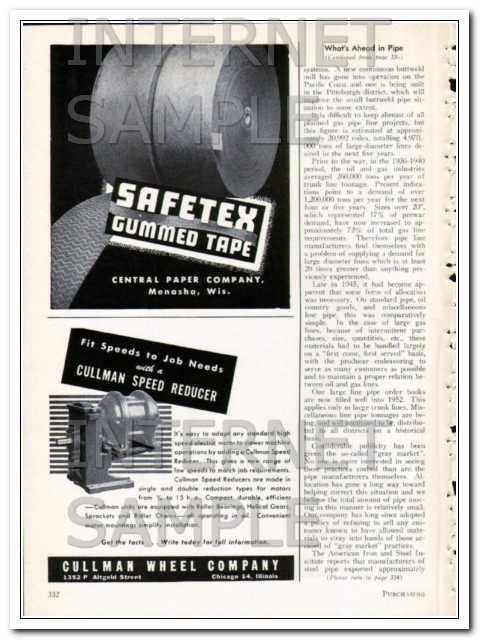 INTERNET
SAMPLE
SAFETEX
GUMMED TAPE
CENTRAL PAPER COMPANY.
Menasha, Wis.
Fit Speeds to Job Needs
with a
CULLMAN SPEED REDUCER
It's easy to adapt any standard high
speed electric motor to slower machine
operations by adding a Cullman Speed
Reducer. This gives a wide range of
low speeds to match job requirements.
Cullman Speed Reducers are made in
single and double reduction types for motors
from to 15 h. p. Compact, durable, efficient
—Cullman units are equipped with Roller Bearings, Helical Gears,
Sprockets and Roller Chain all operating in oil. Convenient
motor mountings simplify installation.
Get the facts . . . Write today for full information.
CULLMAN WHEEL COMPANY
1352 P Altgeld Street Chicago 14, Illinois
INTERNET
SAMPLE
What's Ahead in Pipe
(Continued from page 331)
systems. A new continuous buttweld
mill has gone into operation on the
Pacific Coast and one is being built
in the Pittsburgh district, which will
improve the small buttweld pipe sit-
uation to some extent.
It is difficult to keep abreast of all
planned gas pipe line projects, but
this figure is estimated at approxi-
mately 20,992 miles, totalling 4,970,-
000 tons of large-diameter lines de-
sired in the next five years.
Prior to the war, in the 1936-1940
period, the oil and gas industries
averaged 260,000 tons per year of
trunk line tonnage. Present indica-
tions point to a demand of over
1,200,000 tons per year for the next
four or five years. Sizes over 20",
which represented 17% of prewar
demand, have now increased to ap-
proximately 72% of total gas line
requirements. Therefore pipe line
manufacturers find themselves with
a problem of supplying a demand for
large diameter lines which is at least
20 times greater than anything pre-
viously experienced.
Late in 1945, it had become ap-
parent that some form of allocation
was necessary. On standard pipe, oil
country goods, and miscellaneous
line pipe, this was comparatively
simple. In the case of large gas
lines, because of intermittent pur-
chases, size, quantities, etc., these
materials had to be handled largely
on a "first come, first served" basis,
with the producer endeavoring to
serve as many customers as possible
and to maintain a proper relation be-
tween oil and gas lines.
Our large line pipe order books
are now filled well into 1952. This
applies only to large trunk lines. Mis-
cellaneous line pipe tonnages are be-
ing, and will continue to be, distribu-
ted to all districts on a historical
basis.
Considerable publicity has been
given the so-called "gray market".
No one is more interested in seeing
these practices ended than are the
pipe manufacturers themselves. Al-
location has gone a long way toward
helping correct this situation and we
believe the total amount of pipe mov-
ing in this manner is relatively small.
Our company has long since adopted
a policy of refusing to sell any cus-
tomer known to have allowed mate-
rials to stray into hands of those ac-
cused of "gray market" practices.
The American Iron and Steel In-
stitute reports that manufacturers of
steel pipe exported approximately
(Please turn to page 334)
332
PURCHASING